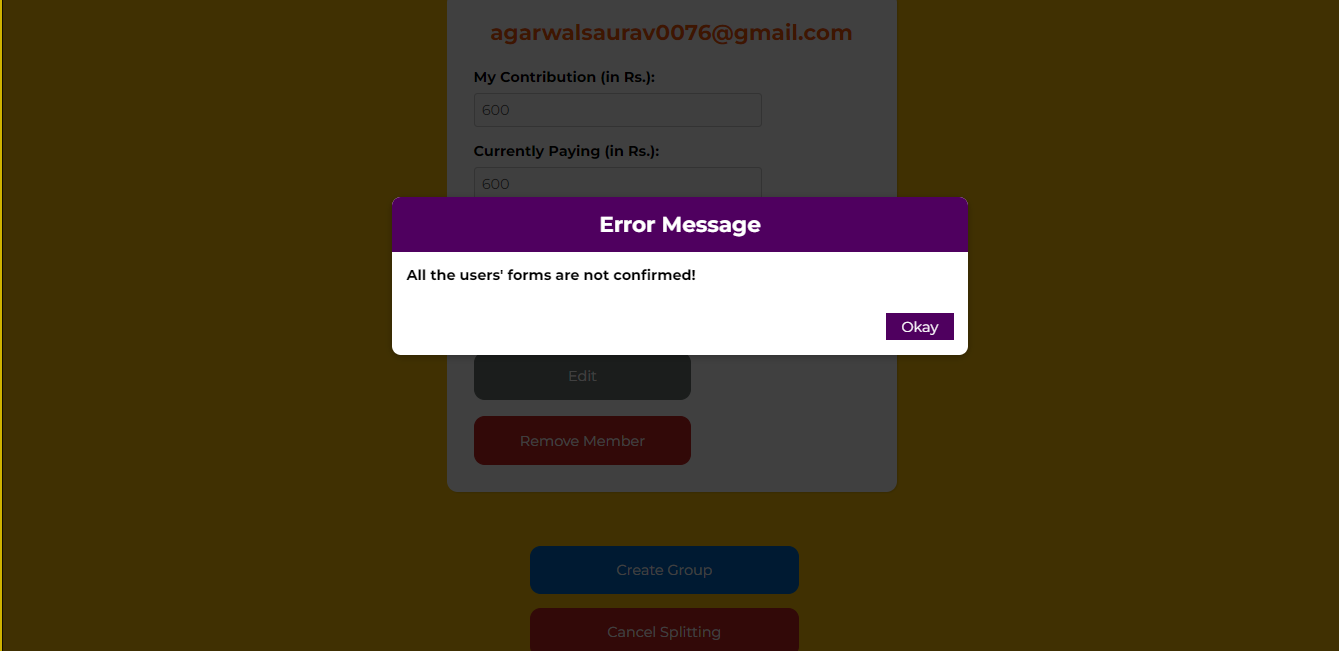 agarwalsaurav0076@gmail.com
My Contribution (in Rs.):
600
Currently Paying (in Rs.):
600
Error Message
All the users' forms are not confirmed!
Okay
Edit
Remove Member
Create Group
Cancel Splitting